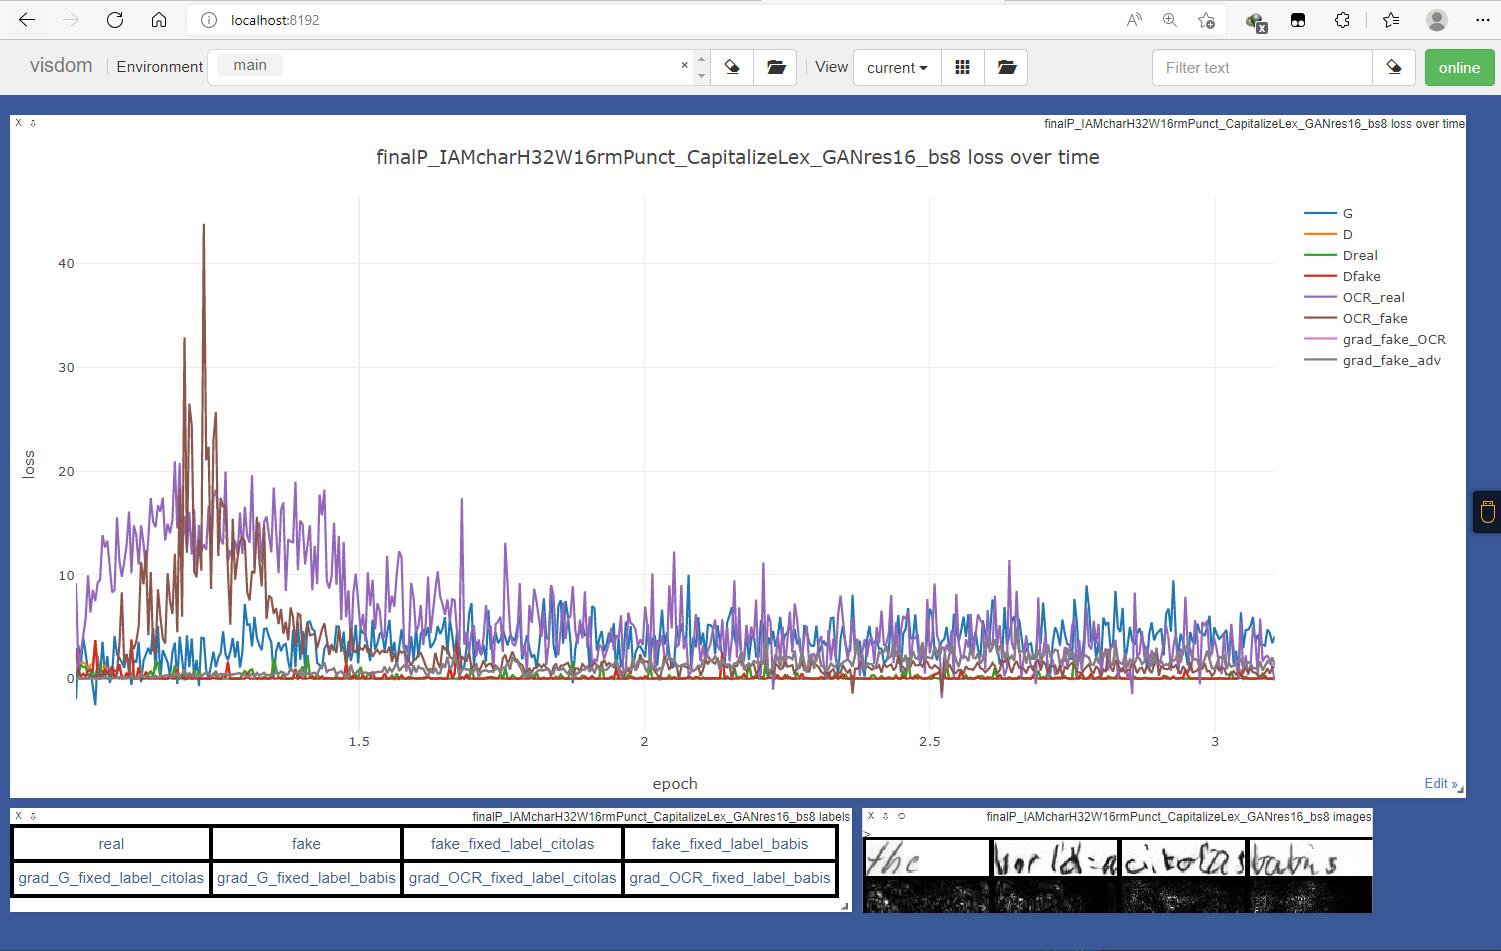 localhost:8192
visdom Environment main × View current Filter text online
X finalP_IAMcharH32W16rmPunct_CapitalizeLex_GANres16_bs8 loss over time
finalP_IAMcharH32W16rmPunct_CapitalizeLex_GANres16_bs8 loss over time
G
D
Dreal
Dfake
OCR_real
OCR_fake
grad_fake_OCR
grad_fake_adv
40
30
20
10
0
loss
1.5 2 2.5 3
epoch
Edit »
X finalP_IAMcharH32W16rmPunct_CapitalizeLex_GANres16_bs8 labels
real fake fake_fixed_label_citolas fake_fixed_label_babis
grad_G_fixed_label_citolas grad_G_fixed_label_babis grad_OCR_fixed_label_citolas grad_OCR_fixed_label_babis
X finalP_IAMcharH32W16rmPunct_CapitalizeLex_GANres16_bs8 images
>
the citolas babis